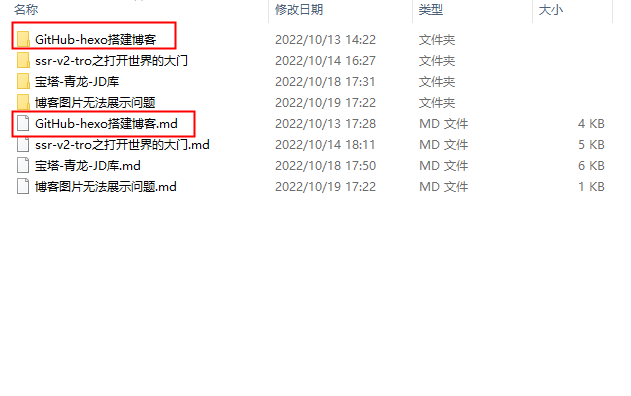 名称 修改日期 类型 大小
GitHub-hexo搭建博客 2022/10/13 14:22 文件夹
ssr-v2-tro之打开世界的大门 2022/10/14 16:27 文件夹
宝塔-青龙-JD库 2022/10/18 17:31 文件夹
博客图片无法展示问题 2022/10/19 17:22 文件夹
GitHub-hexo搭建博客.md 2022/10/13 17:28 MD 文件 4 KB
ssr-v2-tro之打开世界的大门.md 2022/10/14 18:11 MD 文件 5 KB
宝塔-青龙-JD库.md 2022/10/18 17:50 MD 文件 6 KB
博客图片无法展示问题.md 2022/10/19 17:22 MD 文件 1 KB